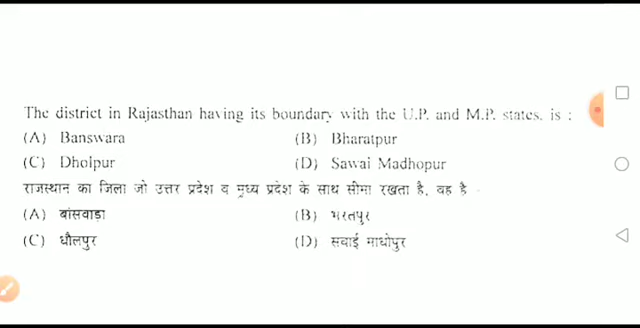 The district in Rajasthan having its boundary with the U.P. and M.P. states. is :
(A) Banswara (B) Bharatpur
(C) Dholpur (D) Sawai Madhopur
राजस्थान का जिला जो उत्तर प्रदेश व मध्य प्रदेश के साथ सीमा रखता है, वह है -
(A) बांसवाड़ा (B) भरतपुर
(C) धौलपुर (D) सवाई माधोपुर